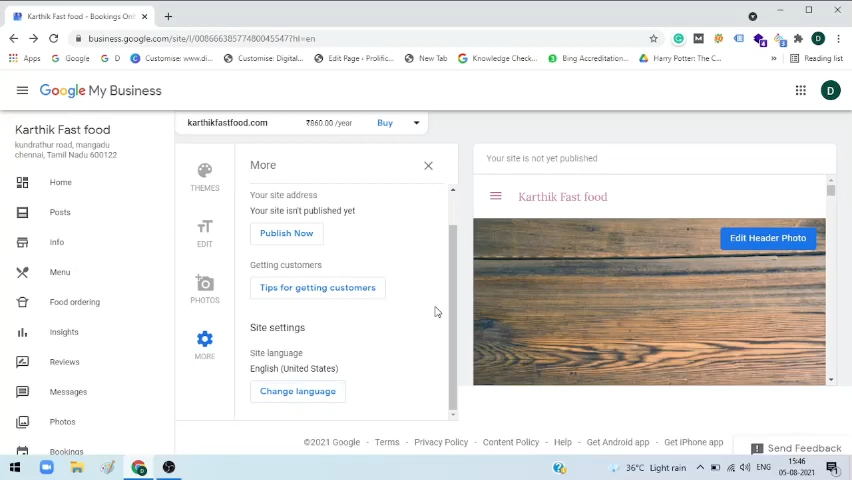 Karthik Fast food - Bookings Onl
business.google.com/site/l/00866638577480045547?hl=en
Apps
Google
G D
Customise: www.di...
Customise: Digital...
Edit Page - Prolific...
New Tab
Knowledge Check...
Bing Accreditation...
Harry Potter: The C...
»
Reading list
Google My Business
D
Karthik Fast food
kundrathur road, mangadu
chennai, Tamil Nadu 600122
Home
Posts
Info
Menu
Food ordering
Insights
Reviews
Messages
Photos
Bookings
karthikfastfood.com
₹860.00 /year
Buy
THEMES
EDIT
PHOTOS
MORE
More
Your site address
Your site isn't published yet
Publish Now
Getting customers
Tips for getting customers
Site settings
Site language
English (United States)
Change language
Your site is not yet published
Karthik Fast food
Edit Header Photo
©2021 Google
Terms
Privacy Policy
Content Policy
Help
Get Android app
Get iPhone app
Send Feedback
36°C Light rain
ENG
15:46
05-08-2021